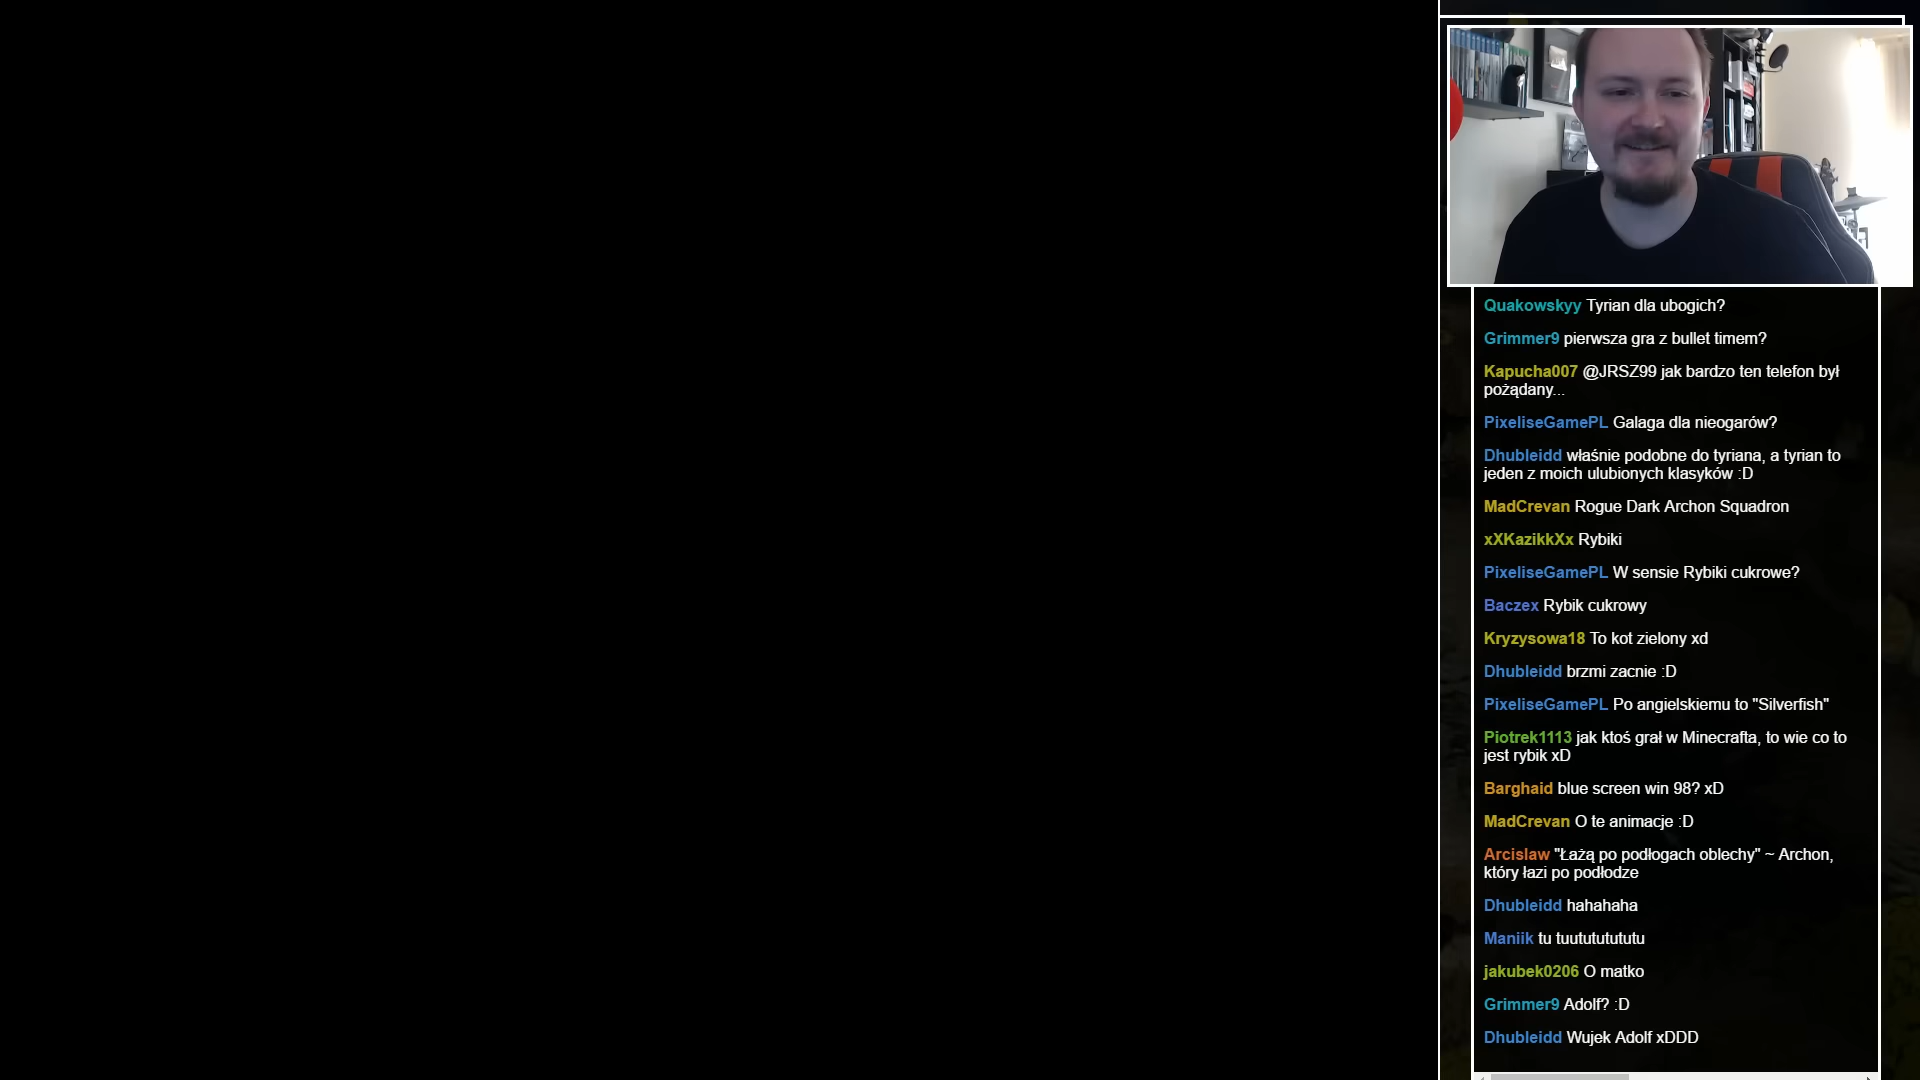 Quakowskyy Tyrian dla ubogich?
Grimmer9 pierwsza gra z bullet timem?
Kapucha007 @JRSZ99 jak bardzo ten telefon był
pożądany...
PixeliseGamePL Galaga dla nieogarów?
Dhubleidd właśnie podobne do tyriana, a tyrian to
jeden z moich ulubionych klasyków :D
MadCrevan Rogue Dark Archon Squadron
xXKazikkXx Rybiki
PixeliseGamePL W sensie Rybiki cukrowe?
Baczex Rybik cukrowy
Kryzysowa18 To kot zielony xd
Dhubleidd brzmi zacnie :D
PixeliseGamePL Po angielskiemu to "Silverfish"
Piotrek1113 jak ktoś grał w Minecrafta, to wie co to
jest rybik xD
Barghaid blue screen win 98? xD
MadCrevan O te animacje :D
Arcislaw "Łażą po podłogach oblechy" ~ Archon,
który łazi po podłodze
Dhubleidd hahahaha
Maniik tu tuutututututu
jakubek0206 O matko
Grimmer9 Adolf? :D
Dhubleidd Wujek Adolf xDDD